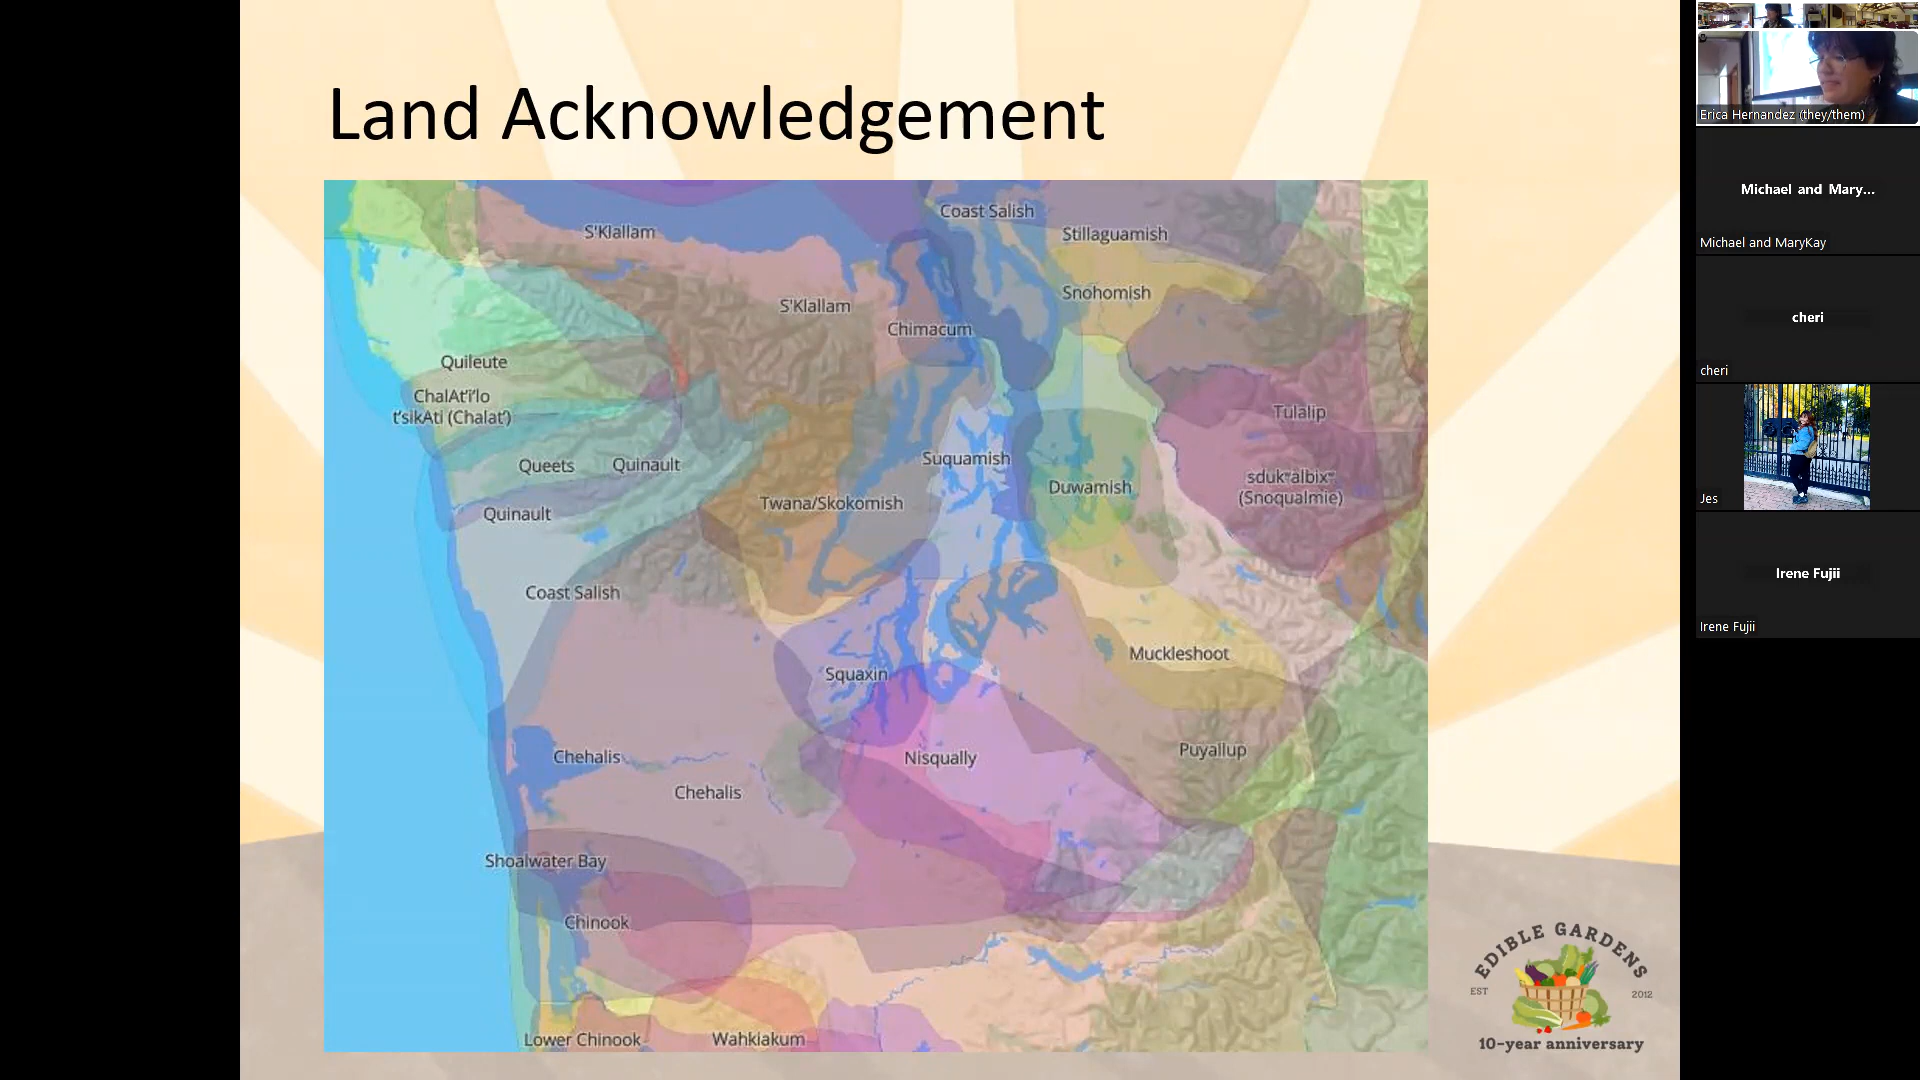 Land Acknowledgement
Coast Salish
S'Klallam
Stillaguamish
Snohomish
S'Klallam
Chimacum
Quileute
ChalAt'i'lo
t'sikAti (Chalat')
Tulalip
Suquamish
Queets
Quinault
sdukʷalbixʷ
(Snoqualmie)
Duwamish
Twana/Skokomish
Quinault
Coast Salish
Muckleshoot
Squaxin
Puyallup
Chehalis
Nisqually
Chehalis
Shoalwater Bay
Chinook
Lower Chinook
Wahkiakum
EDIBLE GARDENS
EST
2012
10-year anniversary
Erica Hernandez (they/them)
Michael and Mary...
Michael and MaryKay
cheri
cheri
Jes
Irene Fujii
Irene Fujii